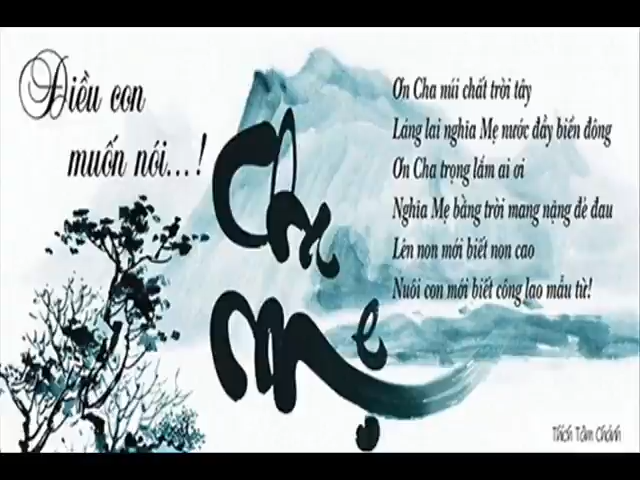 Điều con
muốn nói...!
Cha
Mẹ
Ơn Cha núi chất trời tây
Láng lai nghĩa Mẹ nước đầy biển đông
Ơn Cha trọng lắm ai ơi
Nghĩa Mẹ bằng trời mang nặng đẻ đau
Lên non mới biết non cao
Nuôi con mới biết công lao mẫu từ!
Thích Tâm Chánh